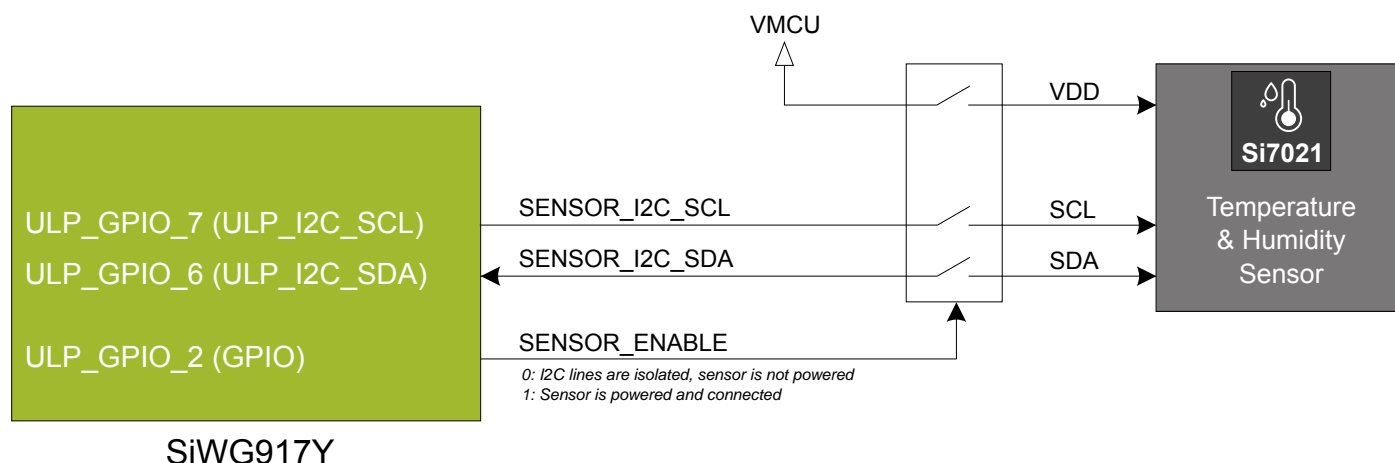 VMCU
VDD
Si7021
ULP_GPIO_7 (ULP_I2C_SCL)
SENSOR_I2C_SCL
SCL
Temperature
& Humidity
Sensor
ULP_GPIO_6 (ULP_I2C_SDA)
SENSOR_I2C_SDA
SDA
ULP_GPIO_2 (GPIO)
SENSOR_ENABLE
0: I2C lines are isolated, sensor is not powered
1: Sensor is powered and connected
SiWG917Y